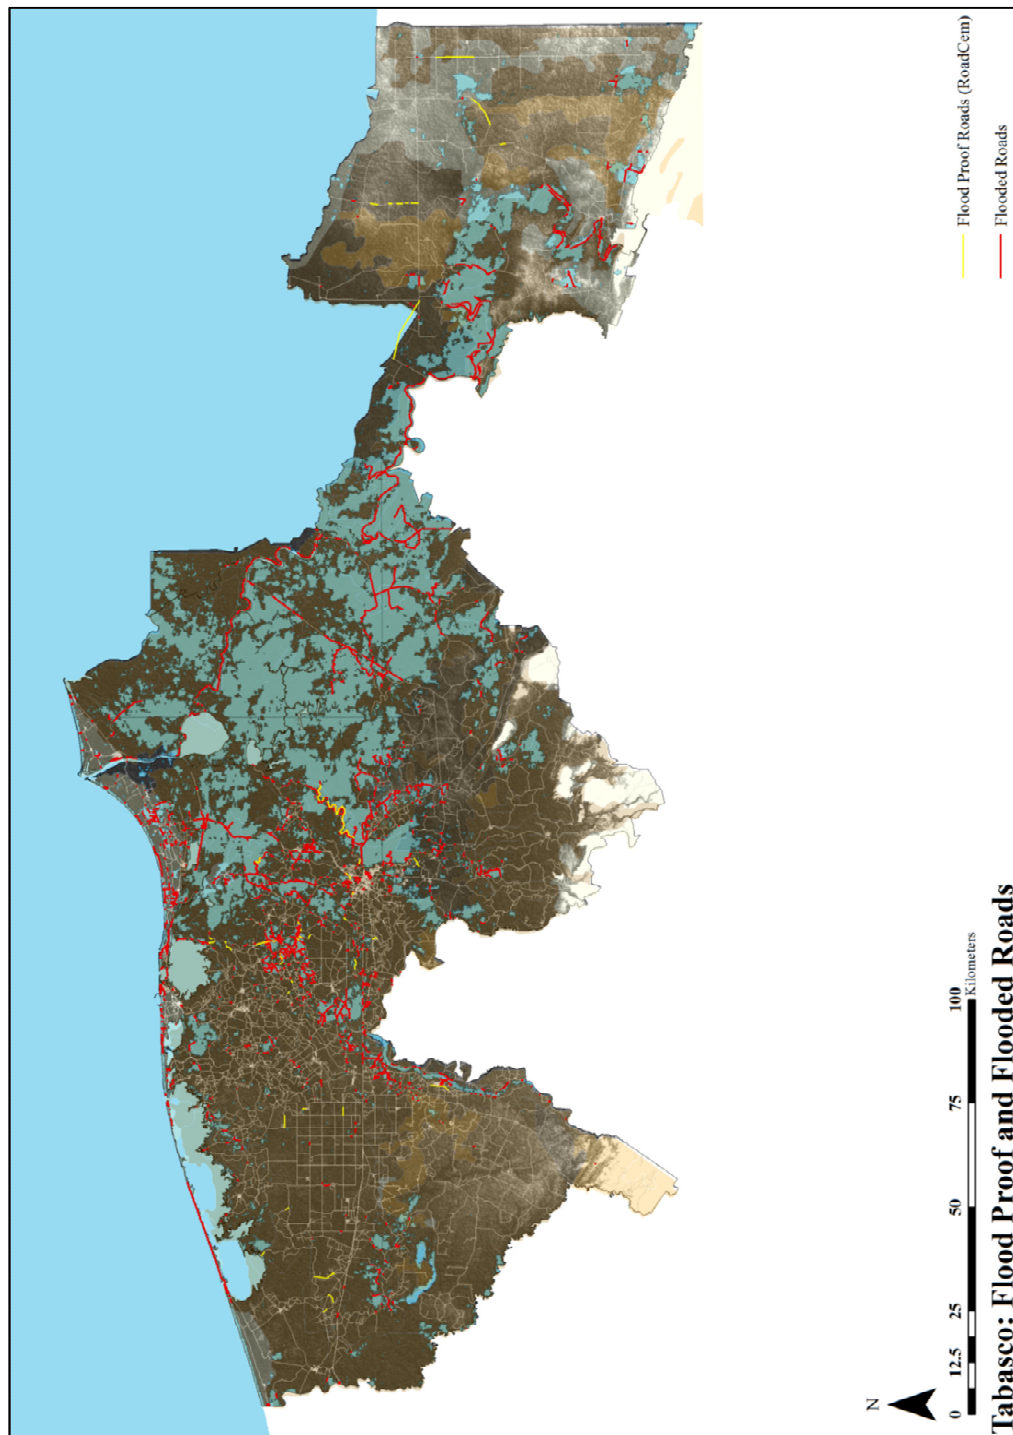 Flood Proof Roads (RoadCem)
Flooded Roads
N
0 12.5 25 50 75 100
Kilometers
Tabasco: Flood Proof and Flooded Roads